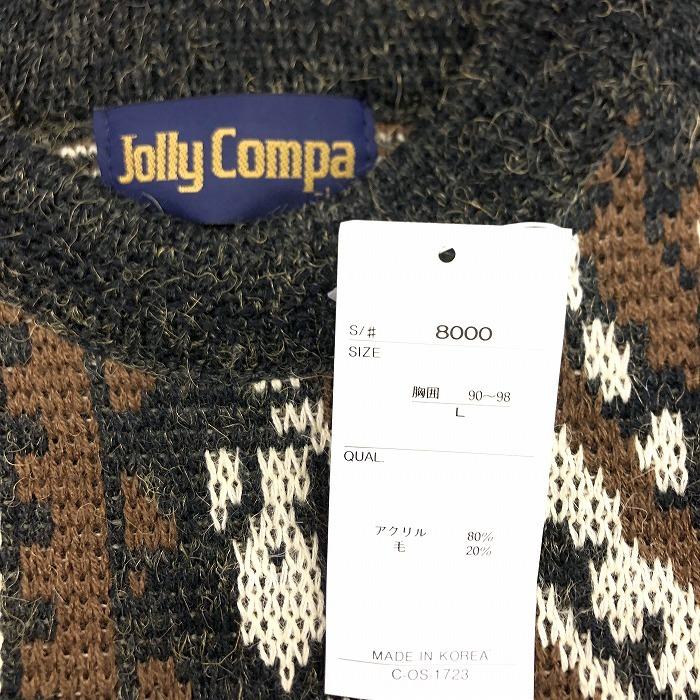 Jolly Compa
S/# 8000
SIZE
胸囲 90～98
L
QUAL.
アクリル 80%
毛 20%
MADE IN KOREA
C-OS 1723